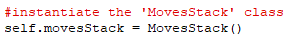 #instantiate the 'MovesStack' class
self.movesStack = MovesStack()